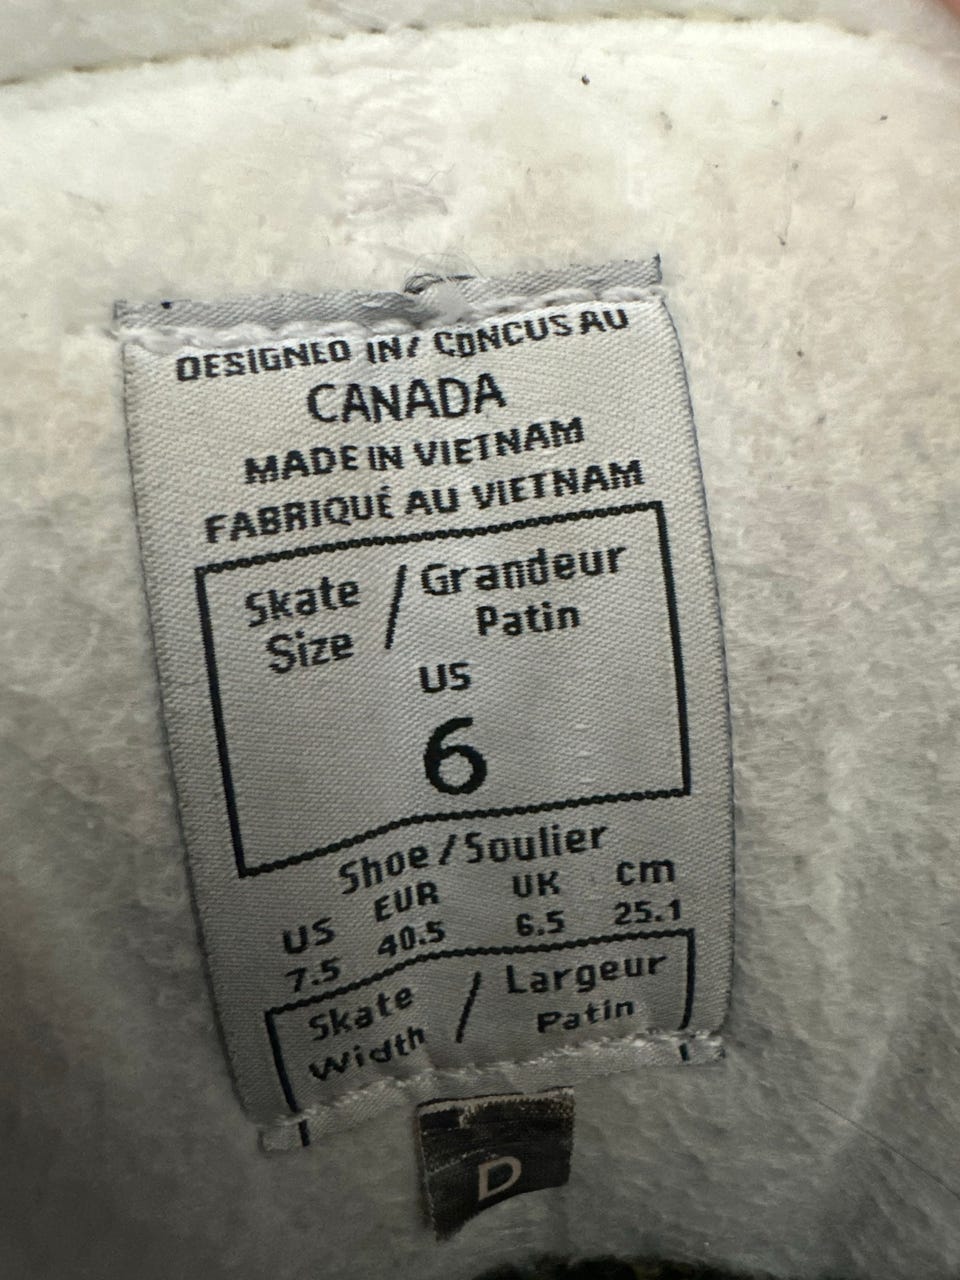 DESIGNED IN / CONCUS AU
CANADA
MADE IN VIETNAM
FABRIQUÉ AU VIETNAM
Skate Size / Grandeur Patin
US
6
Shoe / Soulier
US EUR UK cm
7.5 40.5 6.5 25.1
Skate Width / Largeur Patin
D